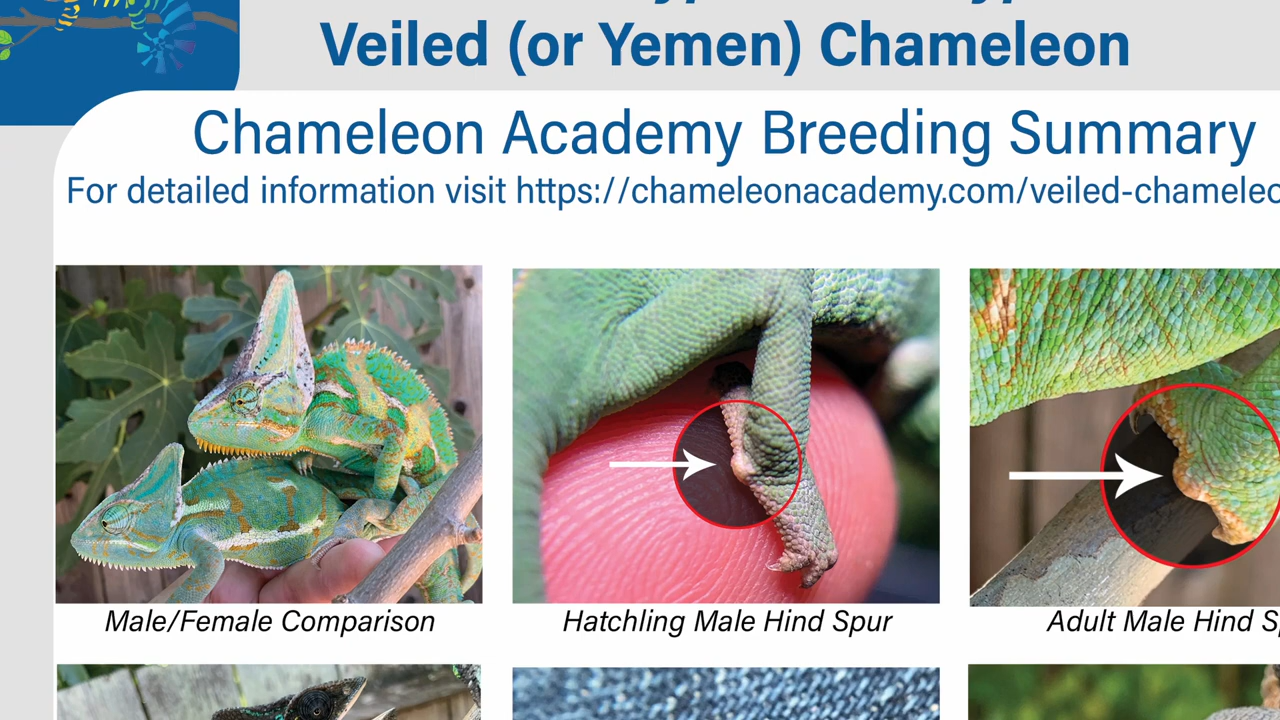 Veiled (or Yemen) Chameleon
Chameleon Academy Breeding Summary
For detailed information visit https://chameleonacademy.com/veiled-chameleo
Male/Female Comparison
Hatchling Male Hind Spur
Adult Male Hind